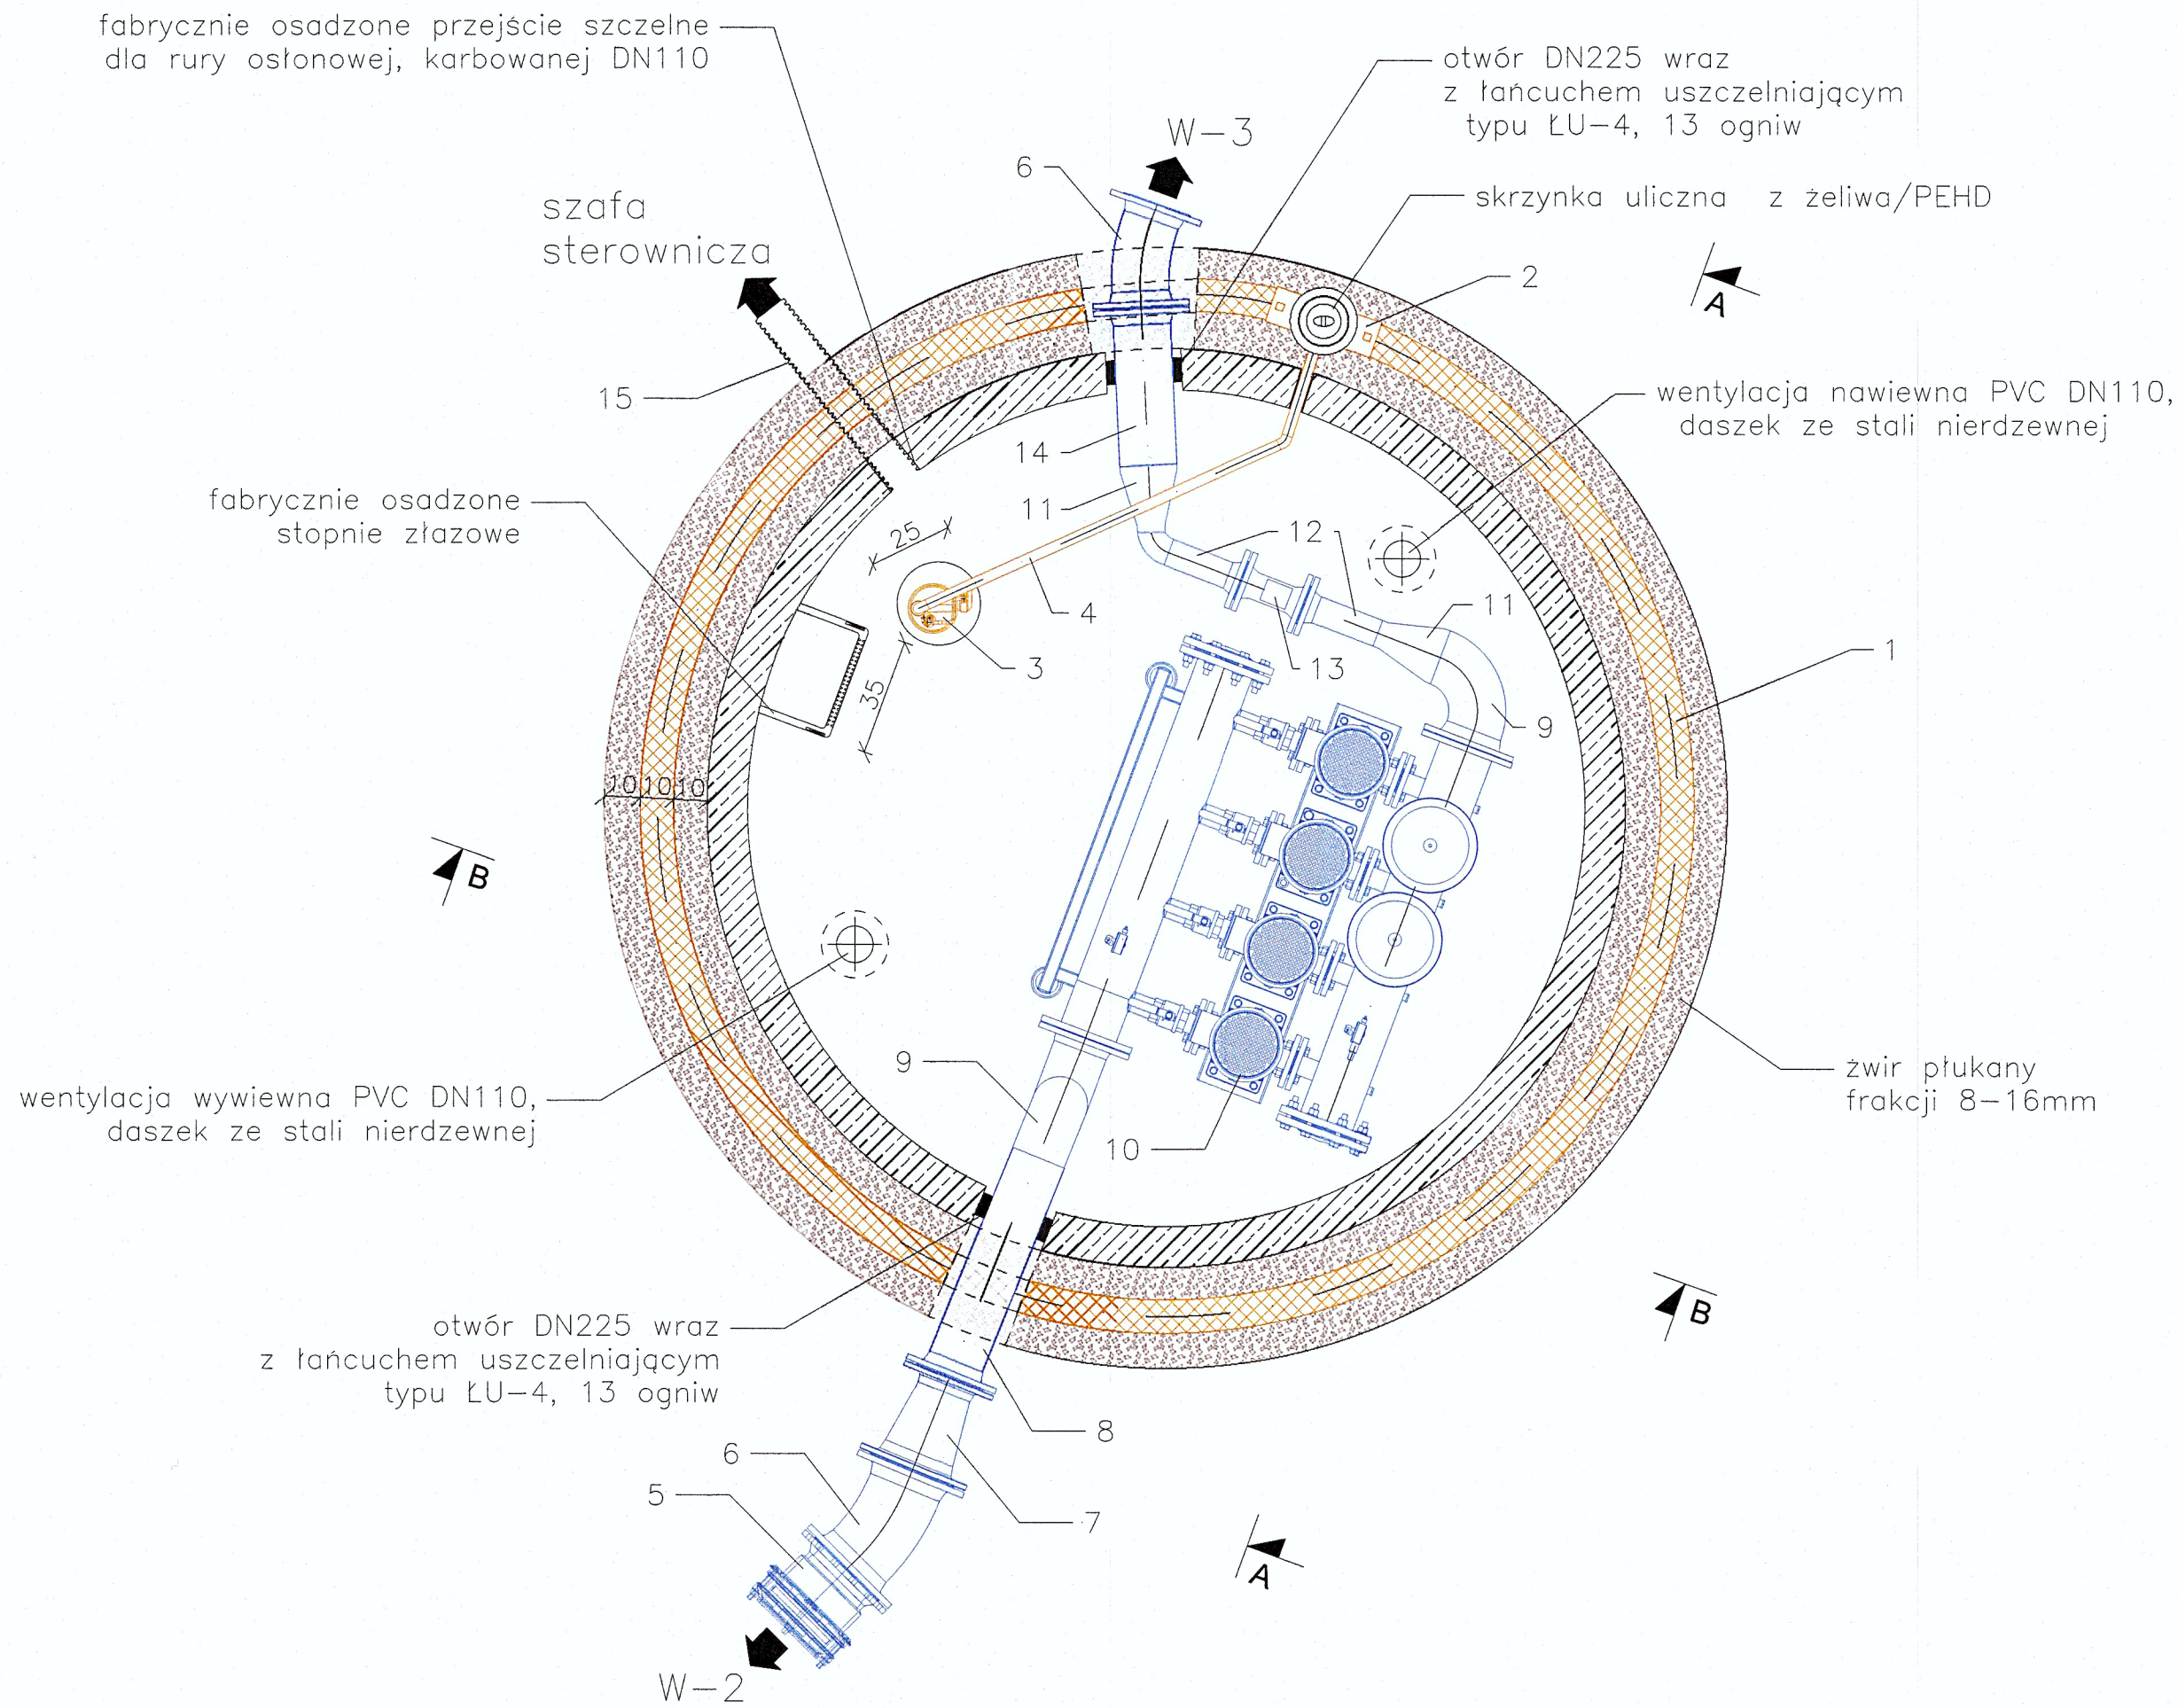 fabrycznie osadzone przejście szczelne
dla rury osłonowej, karbowanej DN110
otwór DN225 wraz
z łańcuchem uszczelniającym
typu ŁU-4, 13 ogniw
W-3
6
skrzynka uliczna z żeliwa/PEHD
szafa
sterownicza
2
A
15
wentylacja nawiewna PVC DN110,
daszek ze stali nierdzewnej
14
fabrycznie osadzone
stopnie złazowe
11
25
12
4
11
3
13
1
35
9
10 10 10
B
9
żwir płukany
frakcji 8-16mm
wentylacja wywiewna PVC DN110,
daszek ze stali nierdzewnej
10
B
otwór DN225 wraz
z łańcuchem uszczelniającym
typu ŁU-4, 13 ogniw
8
6
5
7
A
W-2